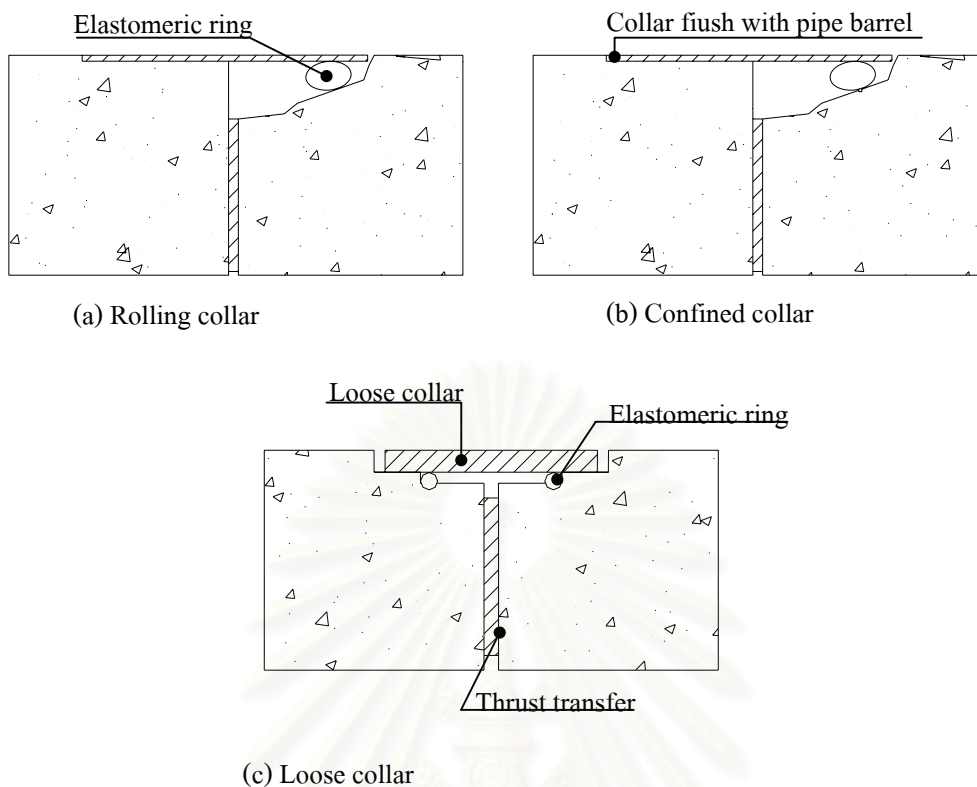 Elastomeric ring
Collar fiush with pipe barrel
(a) Rolling collar
(b) Confined collar
Loose collar
Elastomeric ring
Thrust transfer
(c) Loose collar